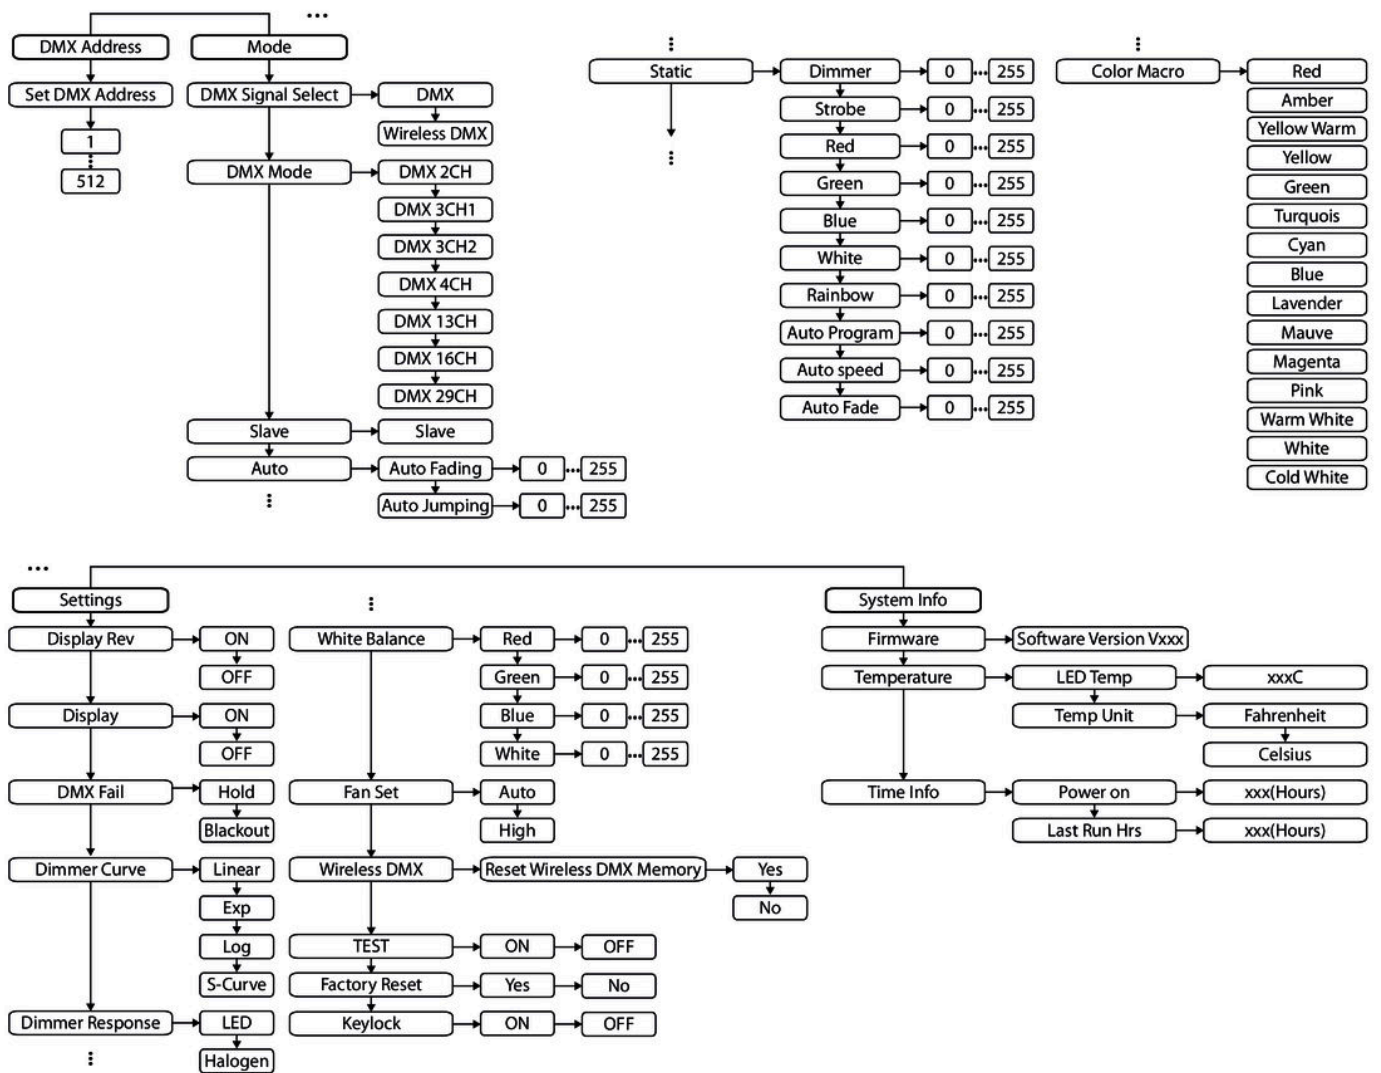 ...
DMX Address
Mode
Set DMX Address
1
512
DMX Signal Select
DMX
Wireless DMX
DMX Mode
DMX 2CH
DMX 3CH1
DMX 3CH2
DMX 4CH
DMX 13CH
DMX 16CH
DMX 29CH
Slave
Slave
Auto
Auto Fading
0 ... 255
Auto Jumping
0 ... 255
Static
Dimmer
0 ... 255
Strobe
0 ... 255
Red
0 ... 255
Green
0 ... 255
Blue
0 ... 255
White
0 ... 255
Rainbow
0 ... 255
Auto Program
0 ... 255
Auto speed
0 ... 255
Auto Fade
0 ... 255
Color Macro
Red
Amber
Yellow Warm
Yellow
Green
Turquois
Cyan
Blue
Lavender
Mauve
Magenta
Pink
Warm White
White
Cold White
...
Settings
Display Rev
ON
OFF
Display
ON
OFF
DMX Fail
Hold
Blackout
Dimmer Curve
Linear
Exp
Log
S-Curve
Dimmer Response
LED
Halogen
White Balance
Red
0 ... 255
Green
0 ... 255
Blue
0 ... 255
White
0 ... 255
Fan Set
Auto
High
Wireless DMX
Reset Wireless DMX Memory
Yes
No
TEST
ON
OFF
Factory Reset
Yes
No
Keylock
ON
OFF
System Info
Firmware
Software Version Vxxx
Temperature
LED Temp
xxxC
Temp Unit
Fahrenheit
Celsius
Time Info
Power on
xxx(Hours)
Last Run Hrs
xxx(Hours)